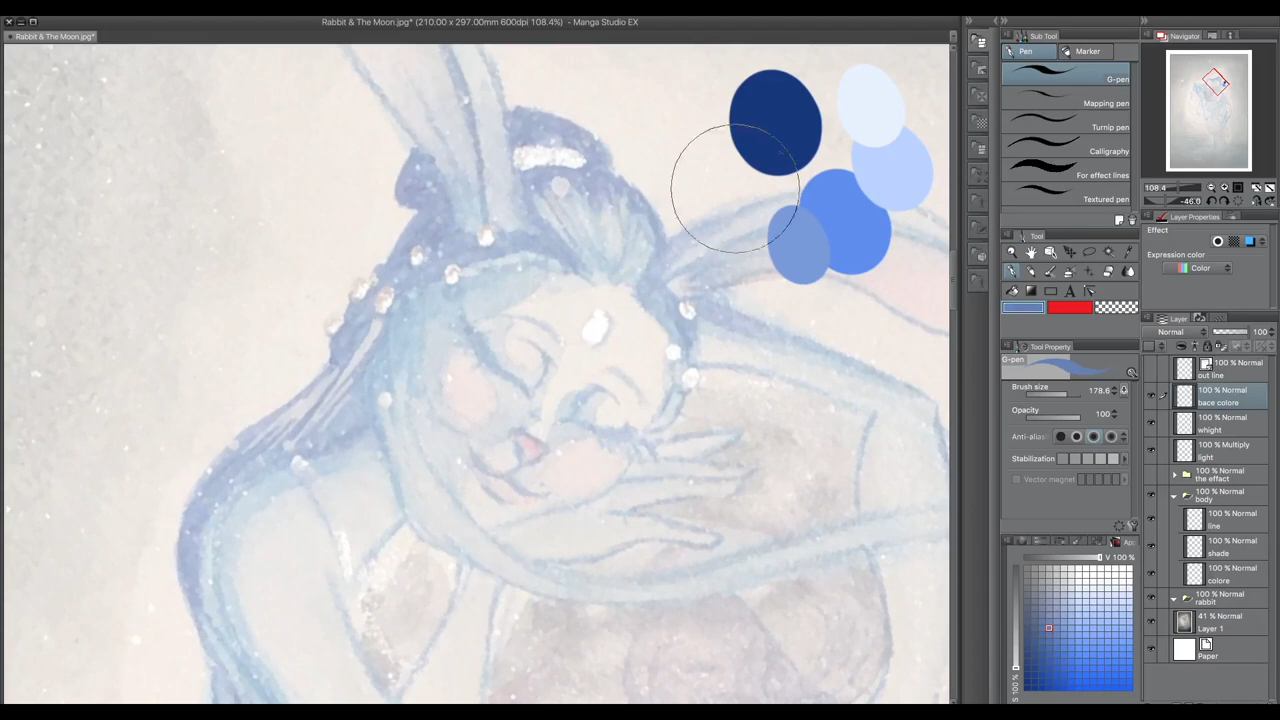 Rabbit & The Moon.jpg* (210.00 x 297.00mm 600dpi 108.4%) - Manga Studio EX
Rabbit & The Moon.jpg*
Sub Tool
Pen
Marker
G-pen
Mapping pen
Turnip pen
Calligraphy
For effect lines
Textured pen
Tool
Tool Property
G-pen
Brush size
178.6
Opacity
100
Anti-alias
Stabilization
Vector magnet
V 100 %
S 100 %
Navigator
108.4
-46.0
Layer Properties
Effect
Expression color
Color
Layer
Normal
100
100 % Normal
out line
100 % Normal
bace colore
100 % Normal
whight
100 % Multiply
light
100 % Normal
the effact
100 % Normal
body
100 % Normal
line
100 % Normal
shade
100 % Normal
colore
100 % Normal
rabbit
41 % Normal
Layer 1
Paper